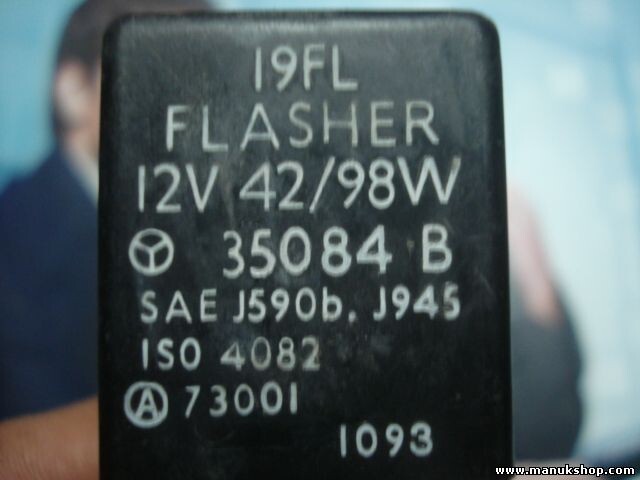 19FL
FLASHER
12V 42/98W
35084 B
SAE J590b, J945
ISO 4082
A 73001
1093
www.manukshop.com